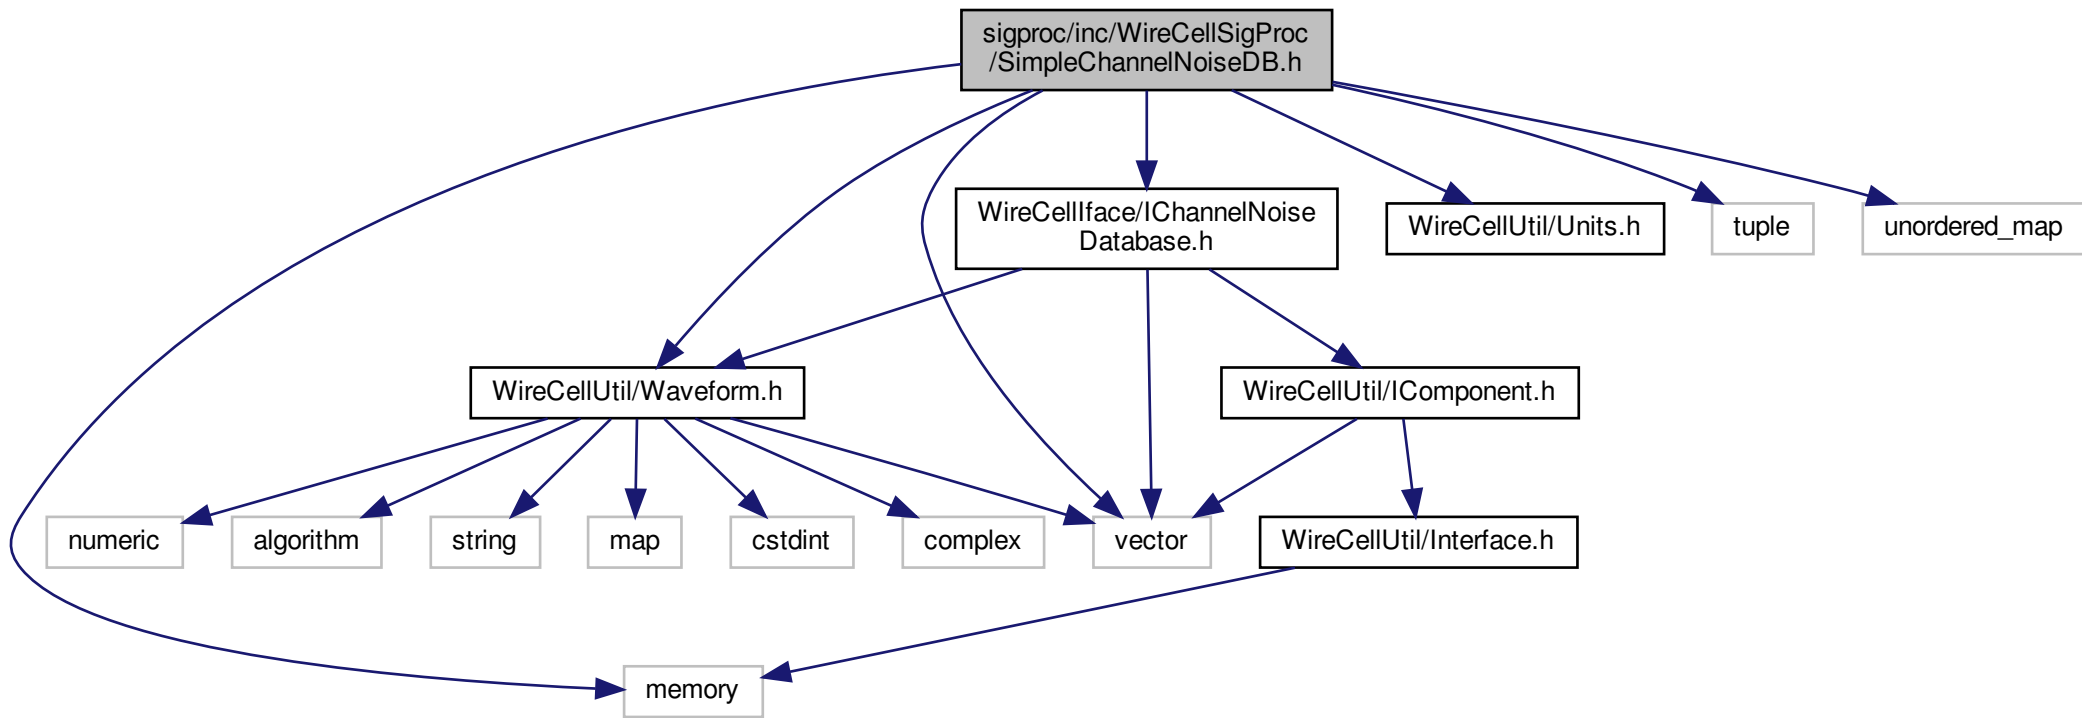 sigproc/inc/WireCellSigProc
/SimpleChannelNoiseDB.h
WireCellIface/IChannelNoise
Database.h
WireCellUtil/Units.h
tuple
unordered_map
WireCellUtil/Waveform.h
WireCellUtil/IComponent.h
numeric
algorithm
string
map
cstdint
complex
vector
WireCellUtil/Interface.h
memory